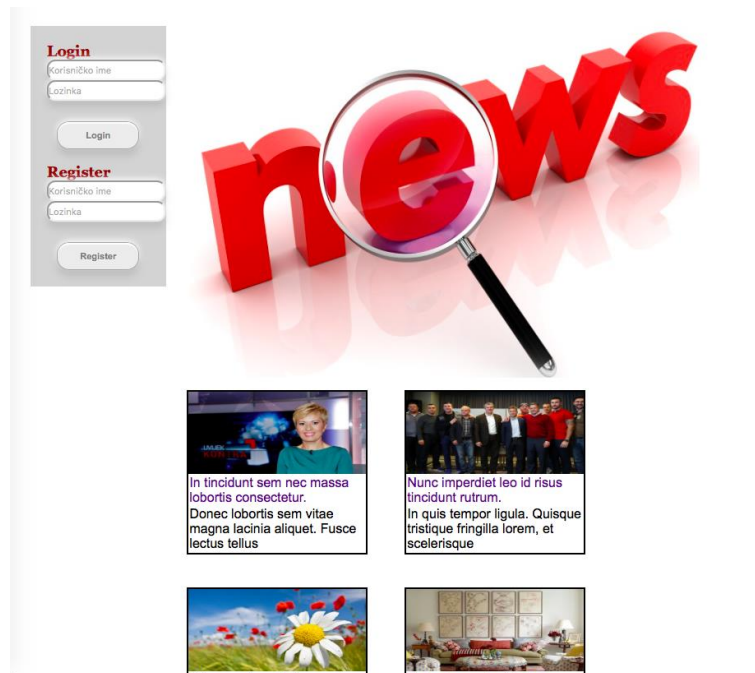 Login
Korisničko ime
Lozinka
Login
Register
Korisničko ime
Lozinka
Register
news
In tincidunt sem nec massa
lobortis consectetur.
Donec lobortis sem vitae
magna lacinia aliquet. Fusce
lectus tellus
Nunc imperdiet leo id risus
tincidunt rutrum.
In quis tempor ligula. Quisque
tristique fringilla lorem, et
scelerisque